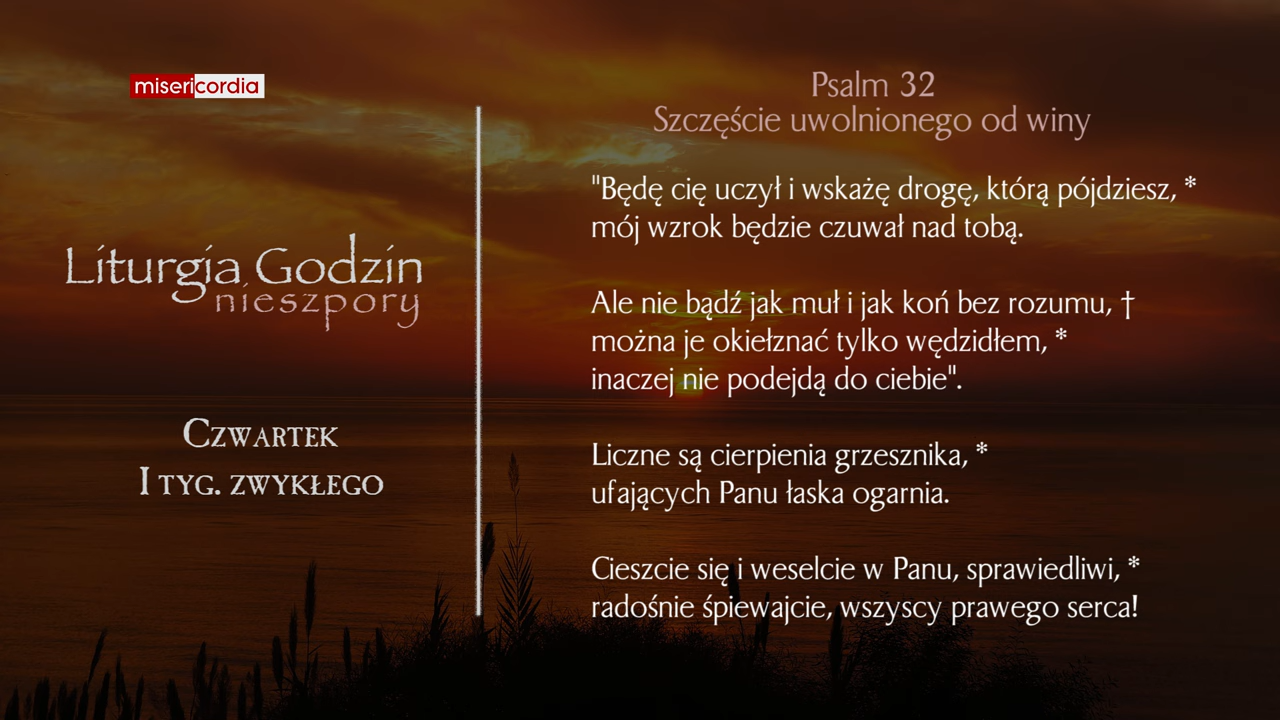 misericordia
Liturgia Godzin
nieszpory
Czwartek
I tyg. zwykłego
Psalm 32
Szczęście uwolnionego od winy
"Będę cię uczył i wskażę drogę, którą pójdziesz, *
mój wzrok będzie czuwał nad tobą.
Ale nie bądź jak muł i jak koń bez rozumu, †
można je okiełznać tylko wędzidłem, *
inaczej nie podejdą do ciebie".
Liczne są cierpienia grzesznika, *
ufających Panu łaska ogarnia.
Cieszcie się i weselcie w Panu, sprawiedliwi, *
radośnie śpiewajcie, wszyscy prawego serca!